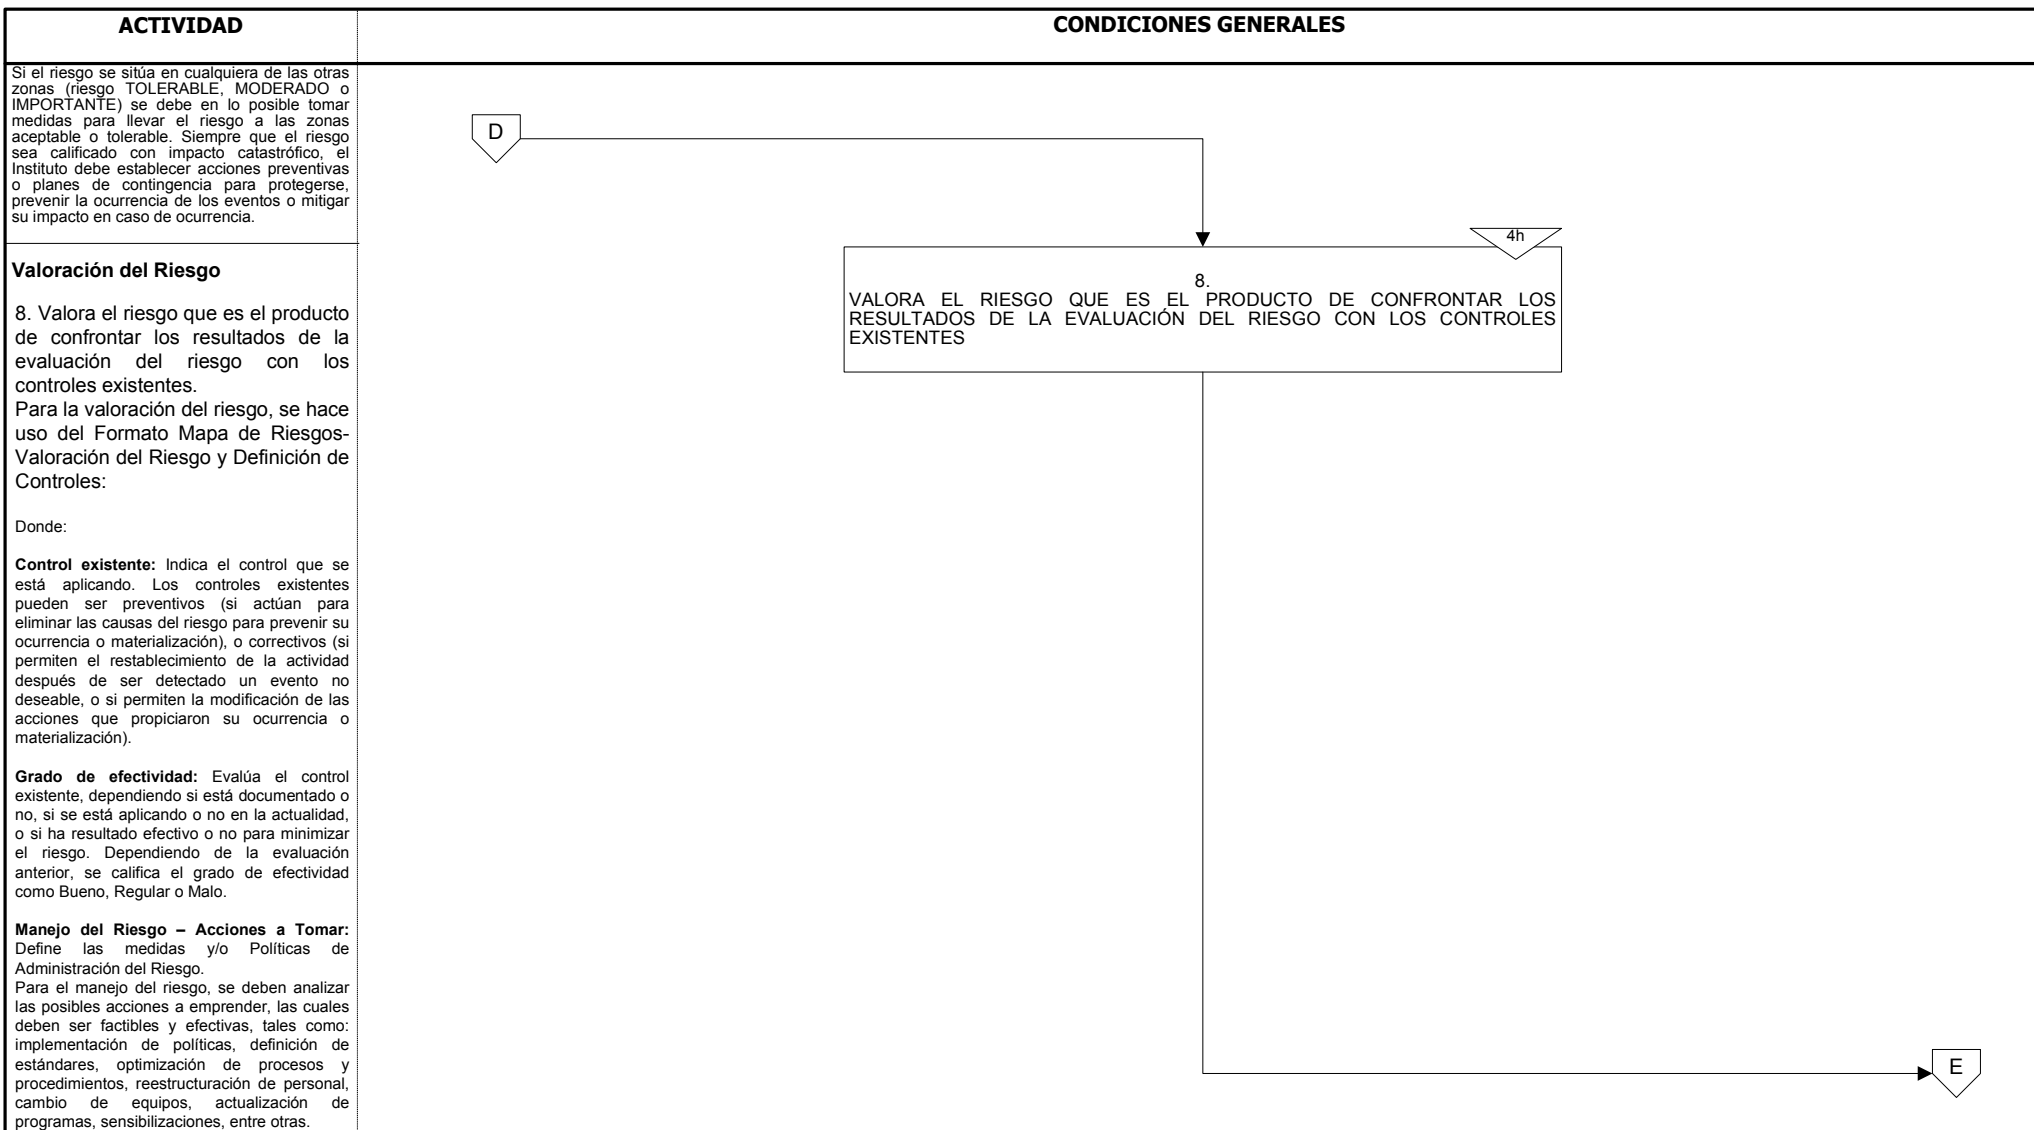 ACTIVIDAD
CONDICIONES GENERALES
Si el riesgo se sitúa en cualquiera de las otras
zonas (riesgo TOLERABLE, MODERADO o
IMPORTANTE) se debe en lo posible tomar
medidas para llevar el riesgo a las zonas
aceptable o tolerable. Siempre que el riesgo
sea calificado con impacto catastrófico, el
Instituto debe establecer acciones preventivas
o planes de contingencia para protegerse,
prevenir la ocurrencia de los eventos o mitigar
su impacto en caso de ocurrencia.
Valoración del Riesgo
8. Valora el riesgo que es el producto
de confrontar los resultados de la
evaluación del riesgo con los
controles existentes.
Para la valoración del riesgo, se hace
uso del Formato Mapa de Riesgos-
Valoración del Riesgo y Definición de
Controles:
Donde:
Control existente: Indica el control que se
está aplicando. Los controles existentes
pueden ser preventivos (si actúan para
eliminar las causas del riesgo para prevenir su
ocurrencia o materialización), o correctivos (si
permiten el restablecimiento de la actividad
después de ser detectado un evento no
deseable, o si permiten la modificación de las
acciones que propiciaron su ocurrencia o
materialización).
Grado de efectividad: Evalúa el control
existente, dependiendo si está documentado o
no, si se está aplicando o no en la actualidad,
o si ha resultado efectivo o no para minimizar
el riesgo. Dependiendo de la evaluación
anterior, se califica el grado de efectividad
como Bueno, Regular o Malo.
Manejo del Riesgo – Acciones a Tomar:
Define las medidas y/o Políticas de
Administración del Riesgo.
Para el manejo del riesgo, se deben analizar
las posibles acciones a emprender, las cuales
deben ser factibles y efectivas, tales como:
implementación de políticas, definición de
estándares, optimización de procesos y
procedimientos, reestructuración de personal,
cambio de equipos, actualización de
programas, sensibilizaciones, entre otras.
D
4h
8.
VALORA EL RIESGO QUE ES EL PRODUCTO DE CONFRONTAR LOS
RESULTADOS DE LA EVALUACIÓN DEL RIESGO CON LOS CONTROLES
EXISTENTES
E